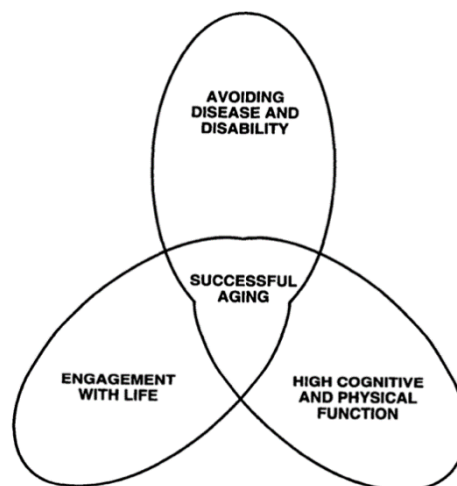 AVOIDING
DISEASE AND
DISABILITY
SUCCESSFUL
AGING
ENGAGEMENT
WITH LIFE
HIGH COGNITIVE
AND PHYSICAL
FUNCTION